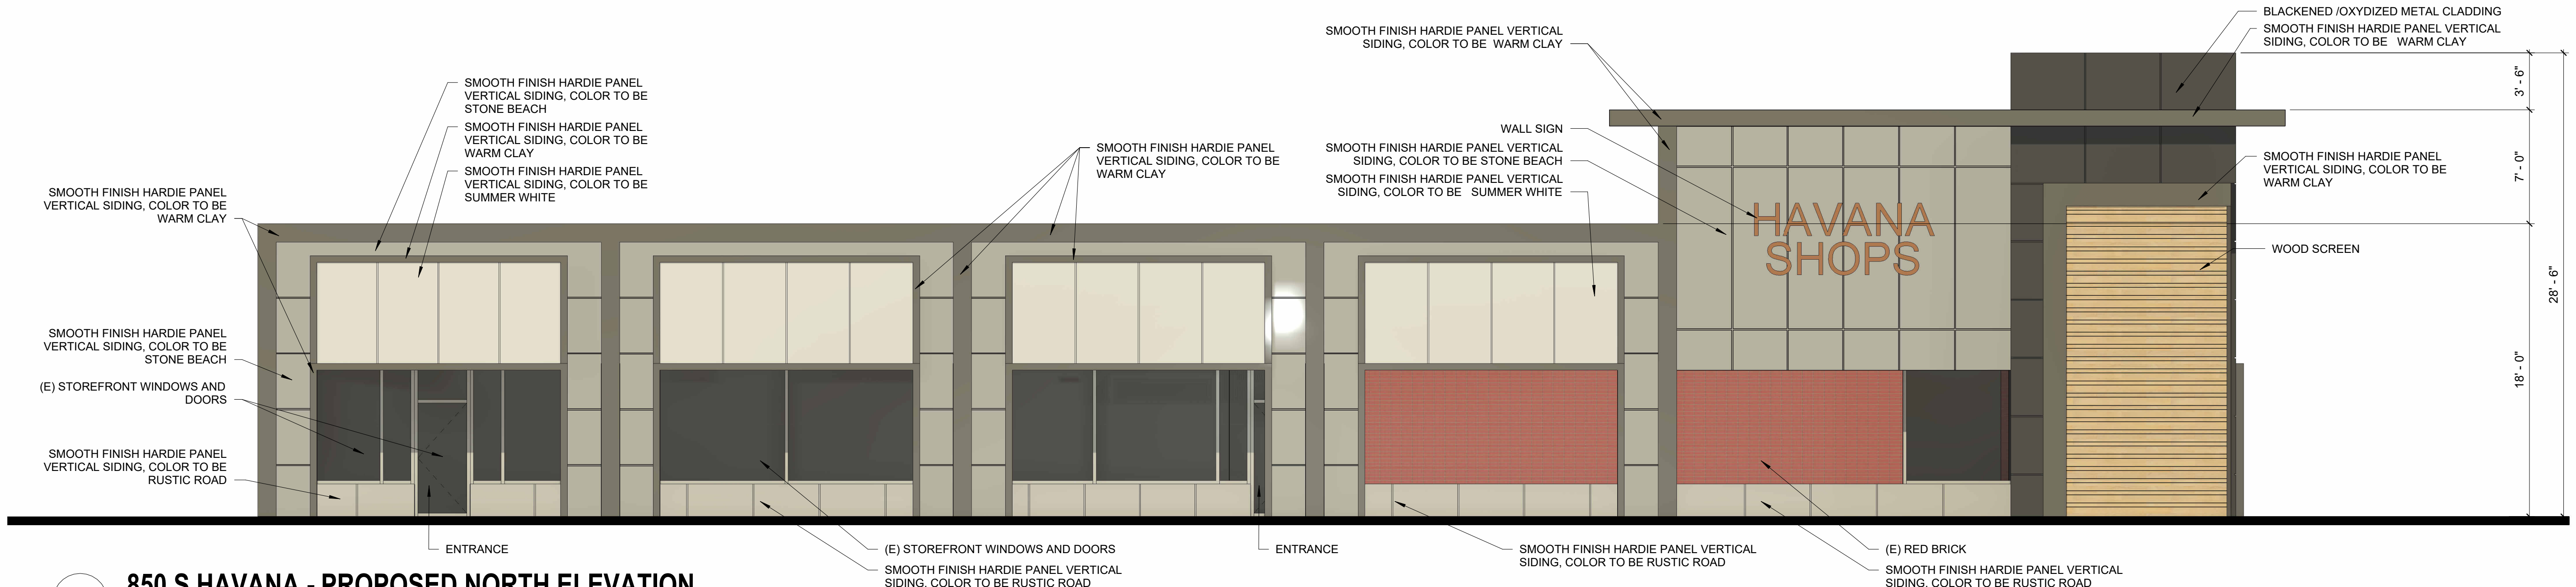 SMOOTH FINISH HARDIE PANEL
VERTICAL SIDING, COLOR TO BE
WARM CLAY
SMOOTH FINISH HARDIE PANEL
VERTICAL SIDING, COLOR TO BE
STONE BEACH
(E) STOREFRONT WINDOWS AND
DOORS
SMOOTH FINISH HARDIE PANEL
VERTICAL SIDING, COLOR TO BE
RUSTIC ROAD
SMOOTH FINISH HARDIE PANEL
VERTICAL SIDING, COLOR TO BE
STONE BEACH
SMOOTH FINISH HARDIE PANEL
VERTICAL SIDING, COLOR TO BE
WARM CLAY
SMOOTH FINISH HARDIE PANEL
VERTICAL SIDING, COLOR TO BE
SUMMER WHITE
SMOOTH FINISH HARDIE PANEL
VERTICAL SIDING, COLOR TO BE
WARM CLAY
SMOOTH FINISH HARDIE PANEL VERTICAL
SIDING, COLOR TO BE WARM CLAY
WALL SIGN
SMOOTH FINISH HARDIE PANEL VERTICAL
SIDING, COLOR TO BE STONE BEACH
SMOOTH FINISH HARDIE PANEL VERTICAL
SIDING, COLOR TO BE SUMMER WHITE
HAVANA
SHOPS
BLACKENED /OXYDIZED METAL CLADDING
SMOOTH FINISH HARDIE PANEL VERTICAL
SIDING, COLOR TO BE WARM CLAY
SMOOTH FINISH HARDIE PANEL
VERTICAL SIDING, COLOR TO BE
WARM CLAY
WOOD SCREEN
3' - 6"
7' - 0"
18' - 0"
28' - 6"
ENTRANCE
(E) STOREFRONT WINDOWS AND DOORS
SMOOTH FINISH HARDIE PANEL VERTICAL
SIDING, COLOR TO BE RUSTIC ROAD
ENTRANCE
SMOOTH FINISH HARDIE PANEL VERTICAL
SIDING, COLOR TO BE RUSTIC ROAD
(E) RED BRICK
SMOOTH FINISH HARDIE PANEL VERTICAL
SIDING, COLOR TO BE RUSTIC ROAD
850 S HAVANA - PROPOSED NORTH ELEVATION